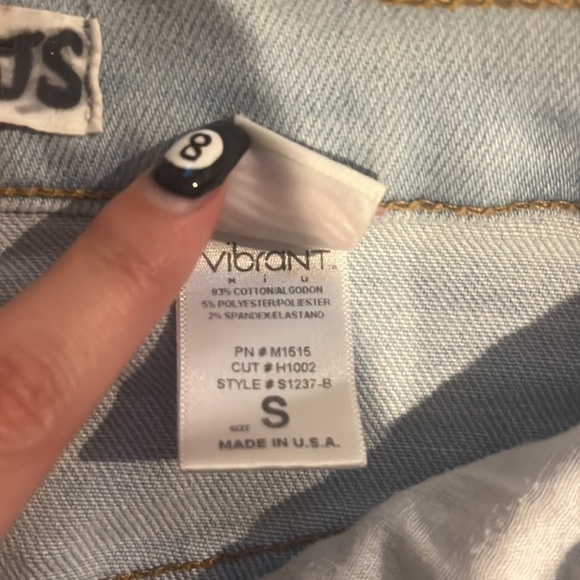 JS
8
vibraNT
M I U
93% COTTON/ALGODON
5% POLYESTER/POLIESTER
2% SPANDEX/ELASTANO
PN # M1515
CUT # H1002
STYLE # S1237-B
SIZE S
MADE IN U.S.A.